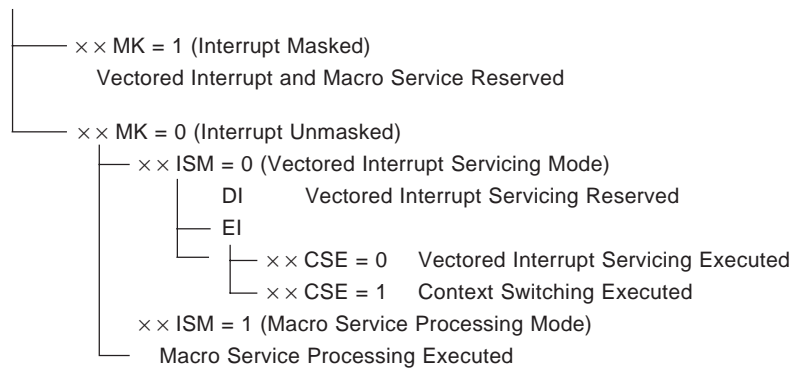 ×× MK = 1 (Interrupt Masked)
Vectored Interrupt and Macro Service Reserved
×× MK = 0 (Interrupt Unmasked)
×× ISM = 0 (Vectored Interrupt Servicing Mode)
DI Vectored Interrupt Servicing Reserved
EI
×× CSE = 0 Vectored Interrupt Servicing Executed
×× CSE = 1 Context Switching Executed
×× ISM = 1 (Macro Service Processing Mode)
Macro Service Processing Executed